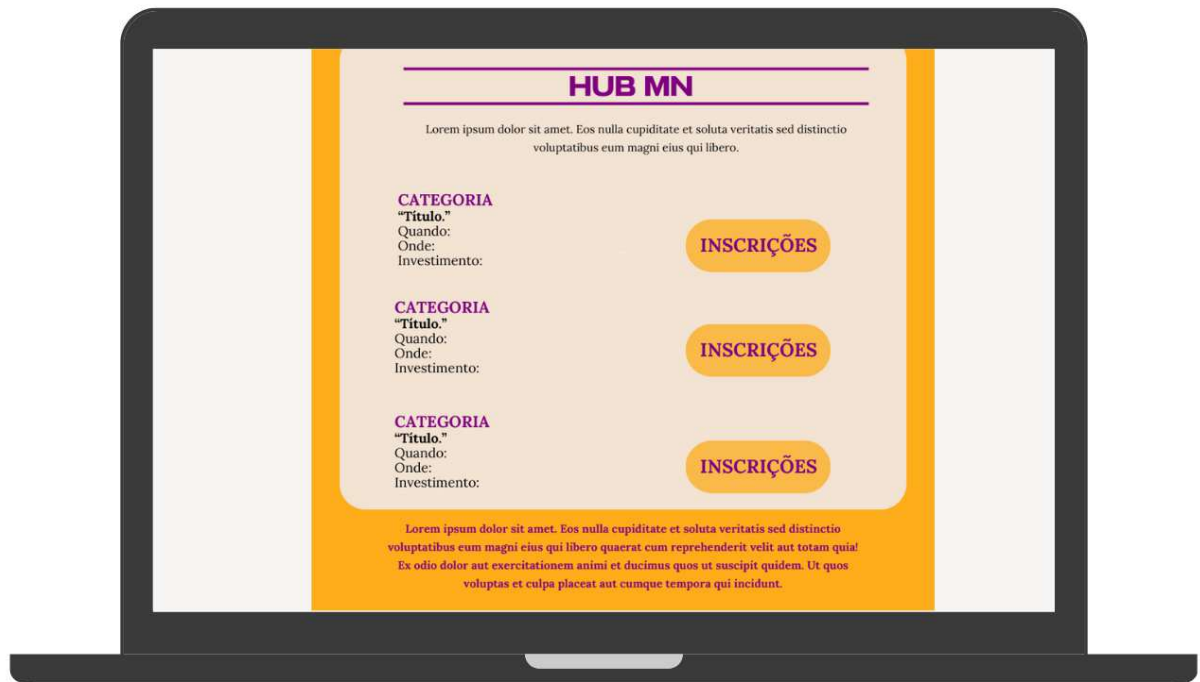 HUB MN
Lorem ipsum dolor sit amet. Eos nulla cupiditate et soluta veritatis sed distinctio
voluptatibus eum magni eius qui libero.
CATEGORIA
“Título.”
Quando:
Onde:
Investimento:
INSCRIÇÕES
CATEGORIA
“Título.”
Quando:
Onde:
Investimento:
INSCRIÇÕES
CATEGORIA
“Título.”
Quando:
Onde:
Investimento:
INSCRIÇÕES
Lorem ipsum dolor sit amet. Eos nulla cupiditate et soluta veritatis sed distinctio
voluptatibus eum magni eius qui libero quaerat cum reprehenderit velit aut totam quia!
Ex odio dolor aut exercitationem animi et ducimus quos ut suscipit quidem. Ut quos
voluptas et culpa placeat aut cumque tempora qui incidunt.